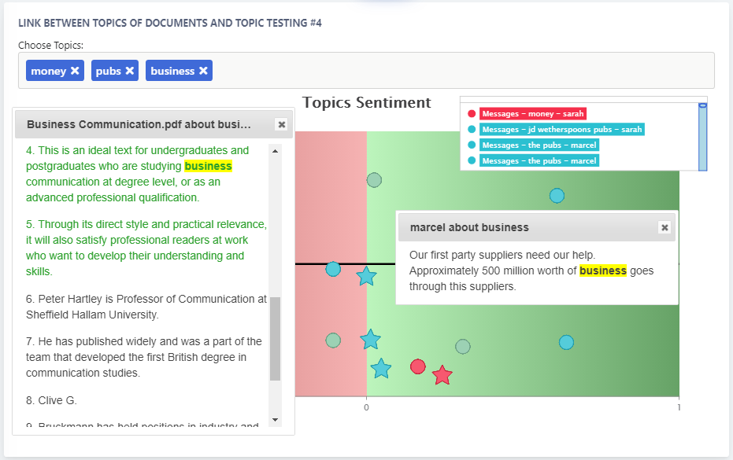 LINK BETWEEN TOPICS OF DOCUMENTS AND TOPIC TESTING #4
Choose Topics:
money ✕ pubs ✕ business ✕
Topics Sentiment
Messages – money – sarah
Messages – jd wetherspoons pubs – sarah
Messages – the pubs – marcel
Messages – the pubs – marcel
Business Communication.pdf about busi...
4. This is an ideal text for undergraduates and
postgraduates who are studying business
communication at degree level, or as an
advanced professional qualification.
5. Through its direct style and practical relevance,
it will also satisfy professional readers at work
who want to develop their understanding and
skills.
6. Peter Hartley is Professor of Communication at
Sheffield Hallam University.
7. He has published widely and was a part of the
team that developed the first British degree in
communication studies.
8. Clive G.
9. Bruckmann has held positions in industry and
marcel about business
Our first party suppliers need our help.
Approximately 500 million worth of business goes
through this suppliers.
0
1